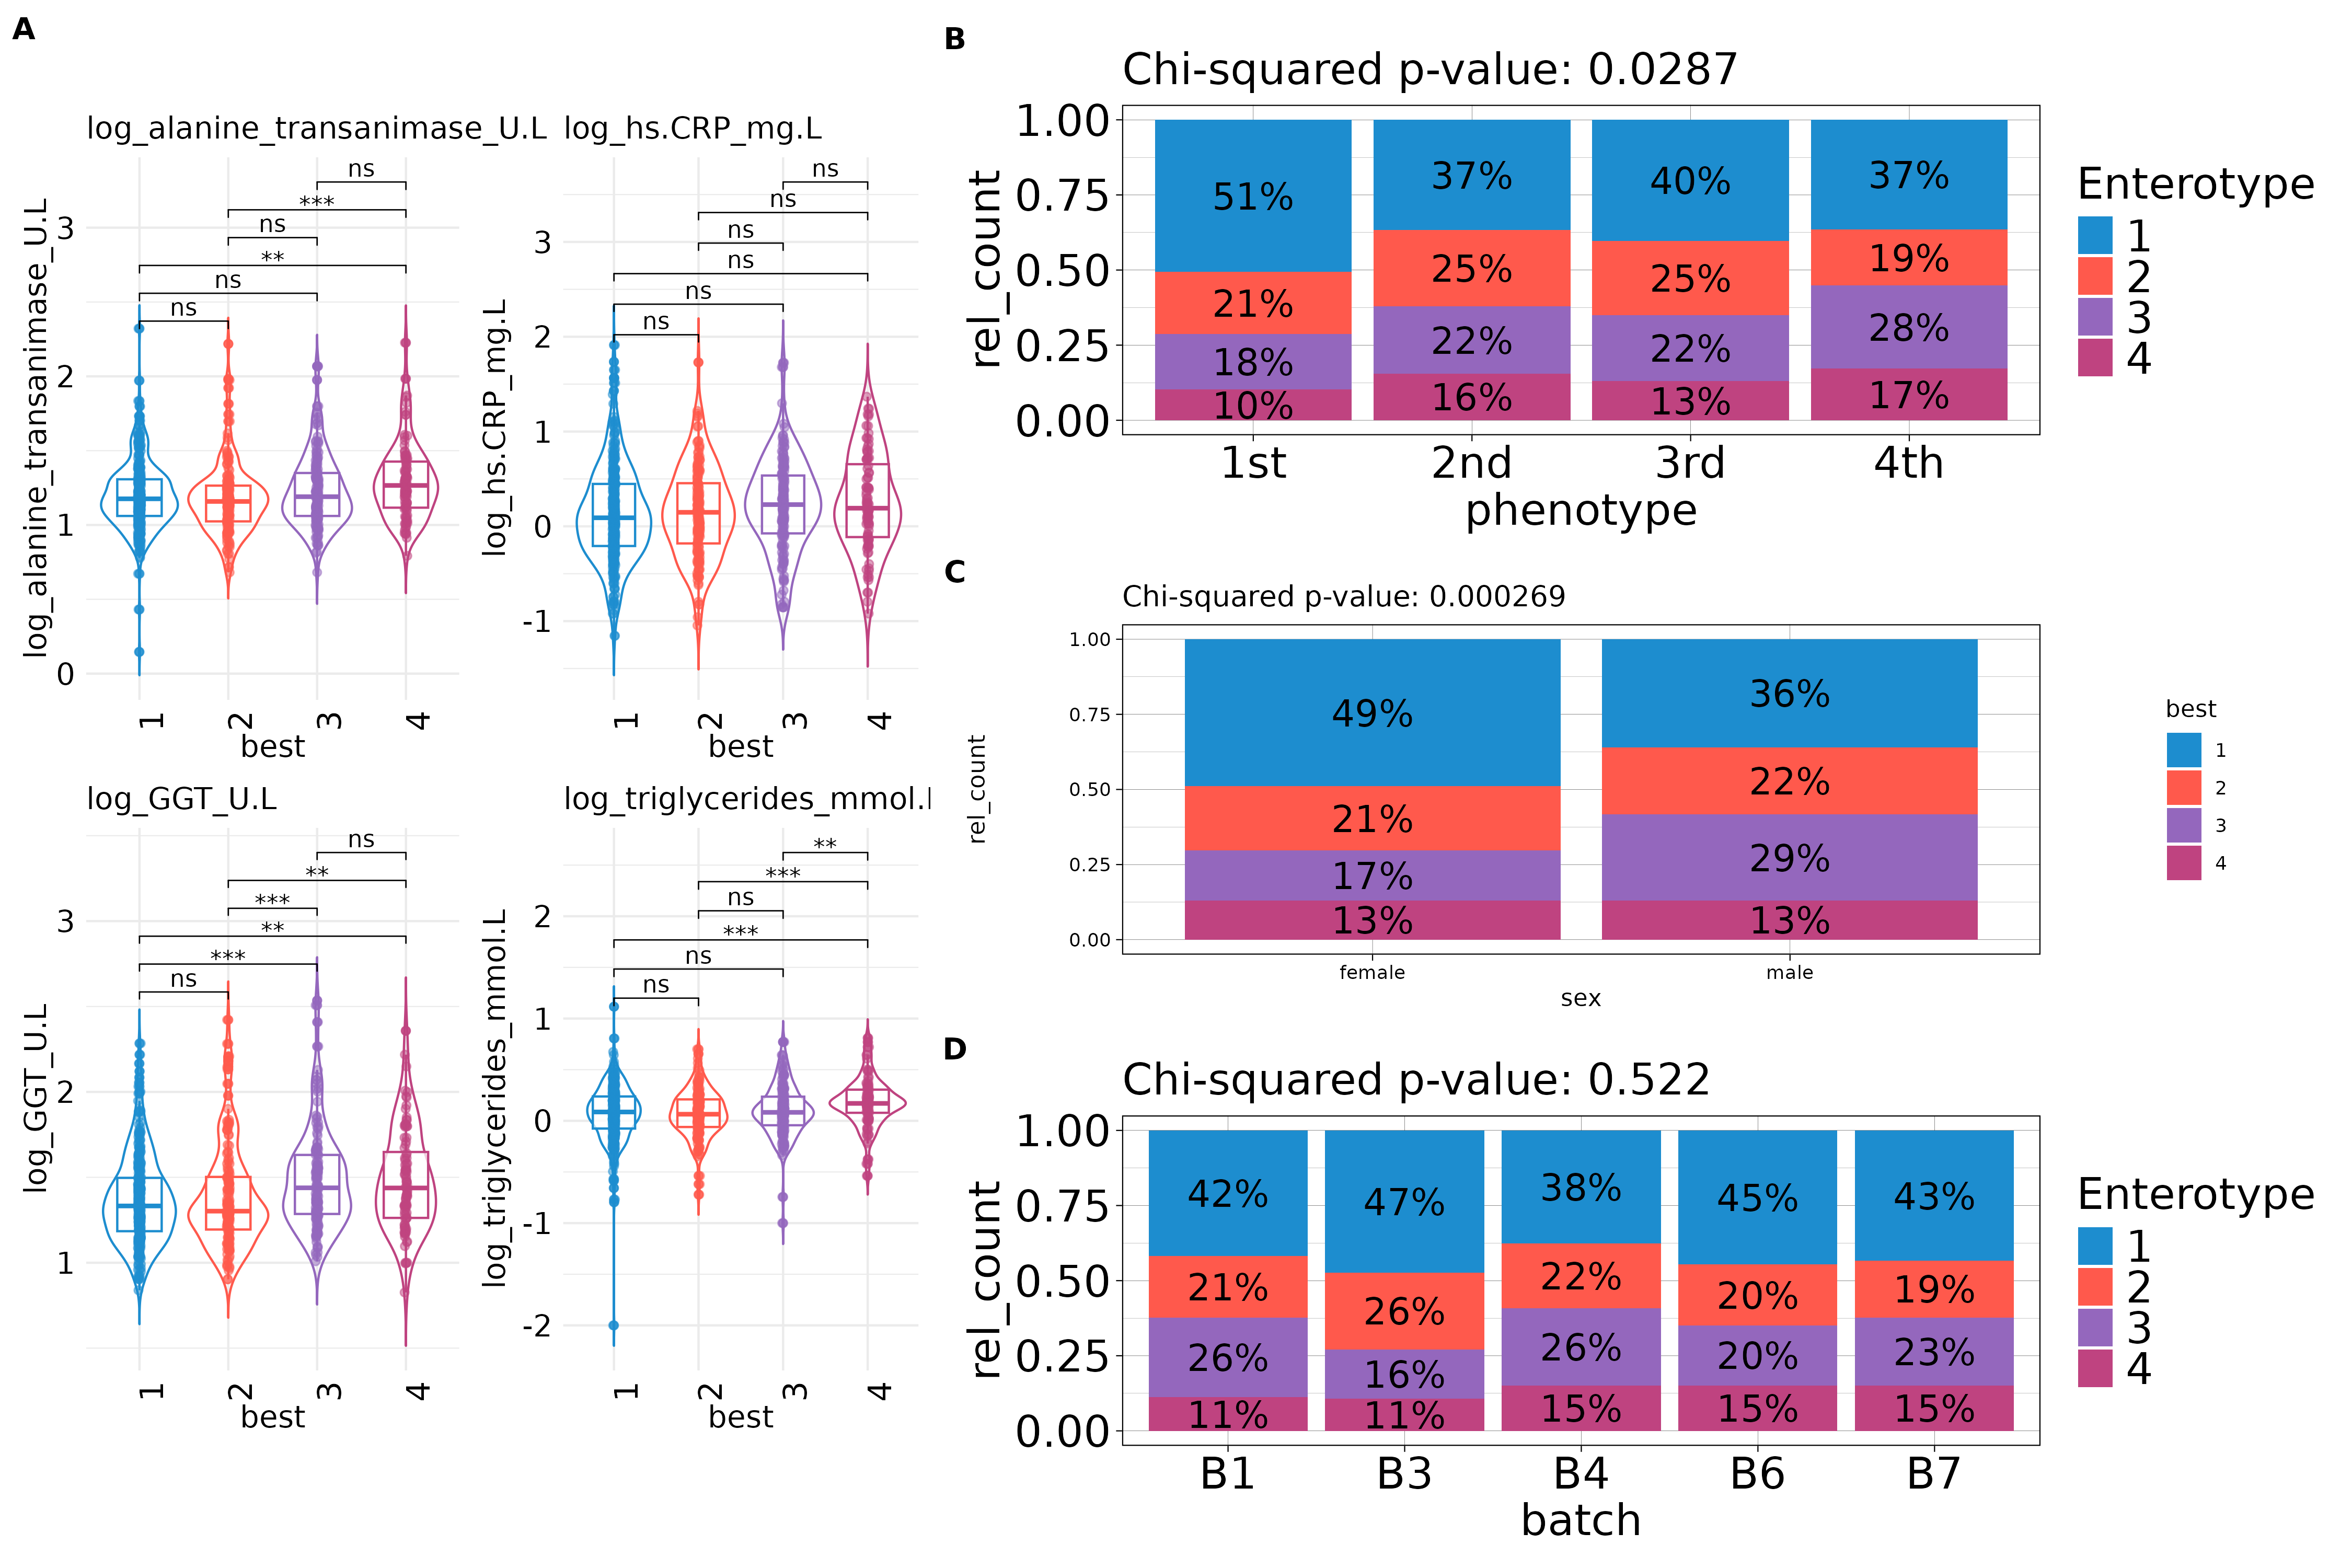 A
log_alanine_transanimase_U.L
log_alanine_transanimase_U.L
3
2
1
0
ns
***
ns
**
ns
ns
1
2
3
4
best
log_hs.CRP_mg.L
log_hs.CRP_mg.L
3
2
1
0
-1
ns
ns
ns
ns
ns
ns
1
2
3
4
best
log_GGT_U.L
log_GGT_U.L
3
2
1
ns
**
***
**
***
ns
1
2
3
4
best
log_triglycerides_mmol.
log_triglycerides_mmol.L
2
1
0
-1
-2
**
***
ns
***
ns
ns
1
2
3
4
best
B
Chi-squared p-value: 0.0287
rel_count
1.00
0.75
0.50
0.25
0.00
51%
21%
18%
10%
37%
25%
22%
16%
40%
25%
22%
13%
37%
19%
28%
17%
1st
2nd
3rd
4th
phenotype
Enterotype
1
2
3
4
C
Chi-squared p-value: 0.000269
rel_count
1.00
0.75
0.50
0.25
0.00
49%
21%
17%
13%
36%
22%
29%
13%
female
male
sex
best
1
2
3
4
D
Chi-squared p-value: 0.522
rel_count
1.00
0.75
0.50
0.25
0.00
42%
21%
26%
11%
47%
26%
16%
11%
38%
22%
26%
15%
45%
20%
20%
15%
43%
19%
23%
15%
B1
B3
B4
B6
B7
batch
Enterotype
1
2
3
4